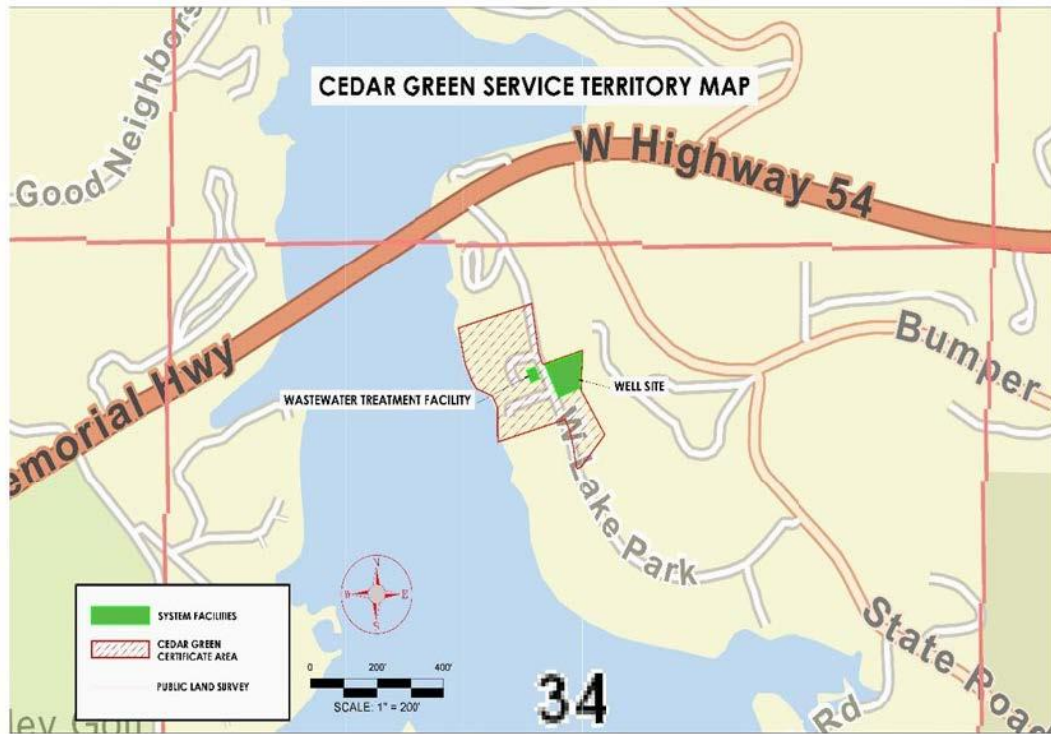 CEDAR GREEN SERVICE TERRITORY MAP
Good Neighbors
W Highway 54
emorial Hwy
Bumper
WELL SITE
WASTEWATER TREATMENT FACILITY
W Lake Park
State Road
Rd
SYSTEM FACILITIES
CEDAR GREEN
CERTIFICATE AREA
PUBLIC LAND SURVEY
N
E
S
0 200' 400'
SCALE: 1" = 200'
34